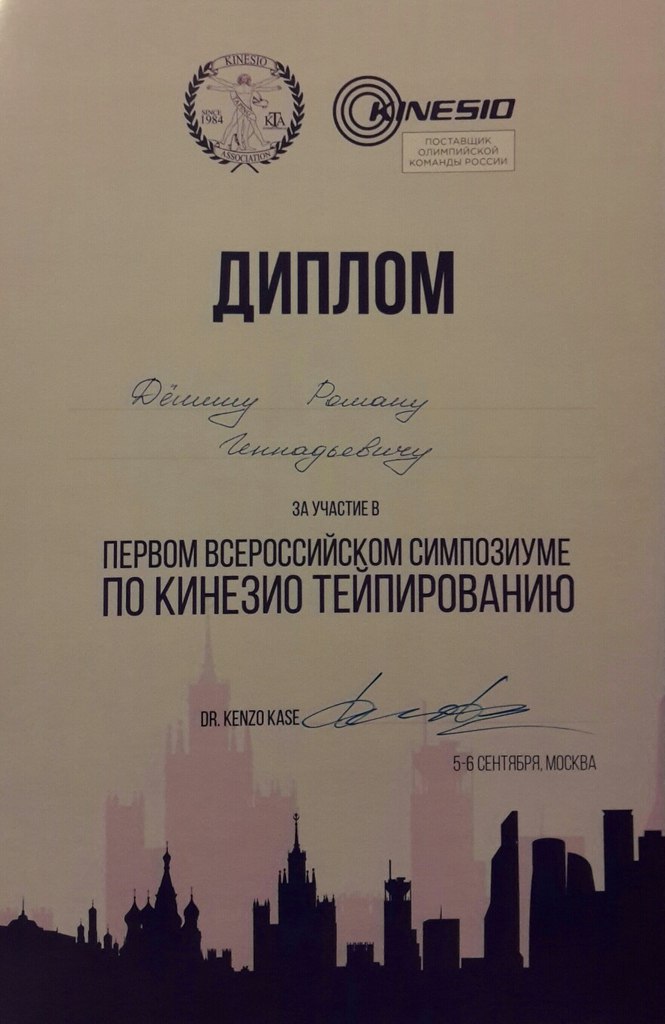 KINESIO
SINCE
1984
KTA
ASSOCIATION
KINESIO
ПОСТАВЩИК
ОЛИМПИЙСКОЙ
КОМАНДЫ РОССИИ
ДИПЛОМ
Дёмину Роману
Геннадьевичу
ЗА УЧАСТИЕ В
ПЕРВОМ ВСЕРОССИЙСКОМ СИМПОЗИУМЕ
ПО КИНЕЗИО ТЕЙПИРОВАНИЮ
DR. KENZO KASE
5-6 СЕНТЯБРЯ, МОСКВА